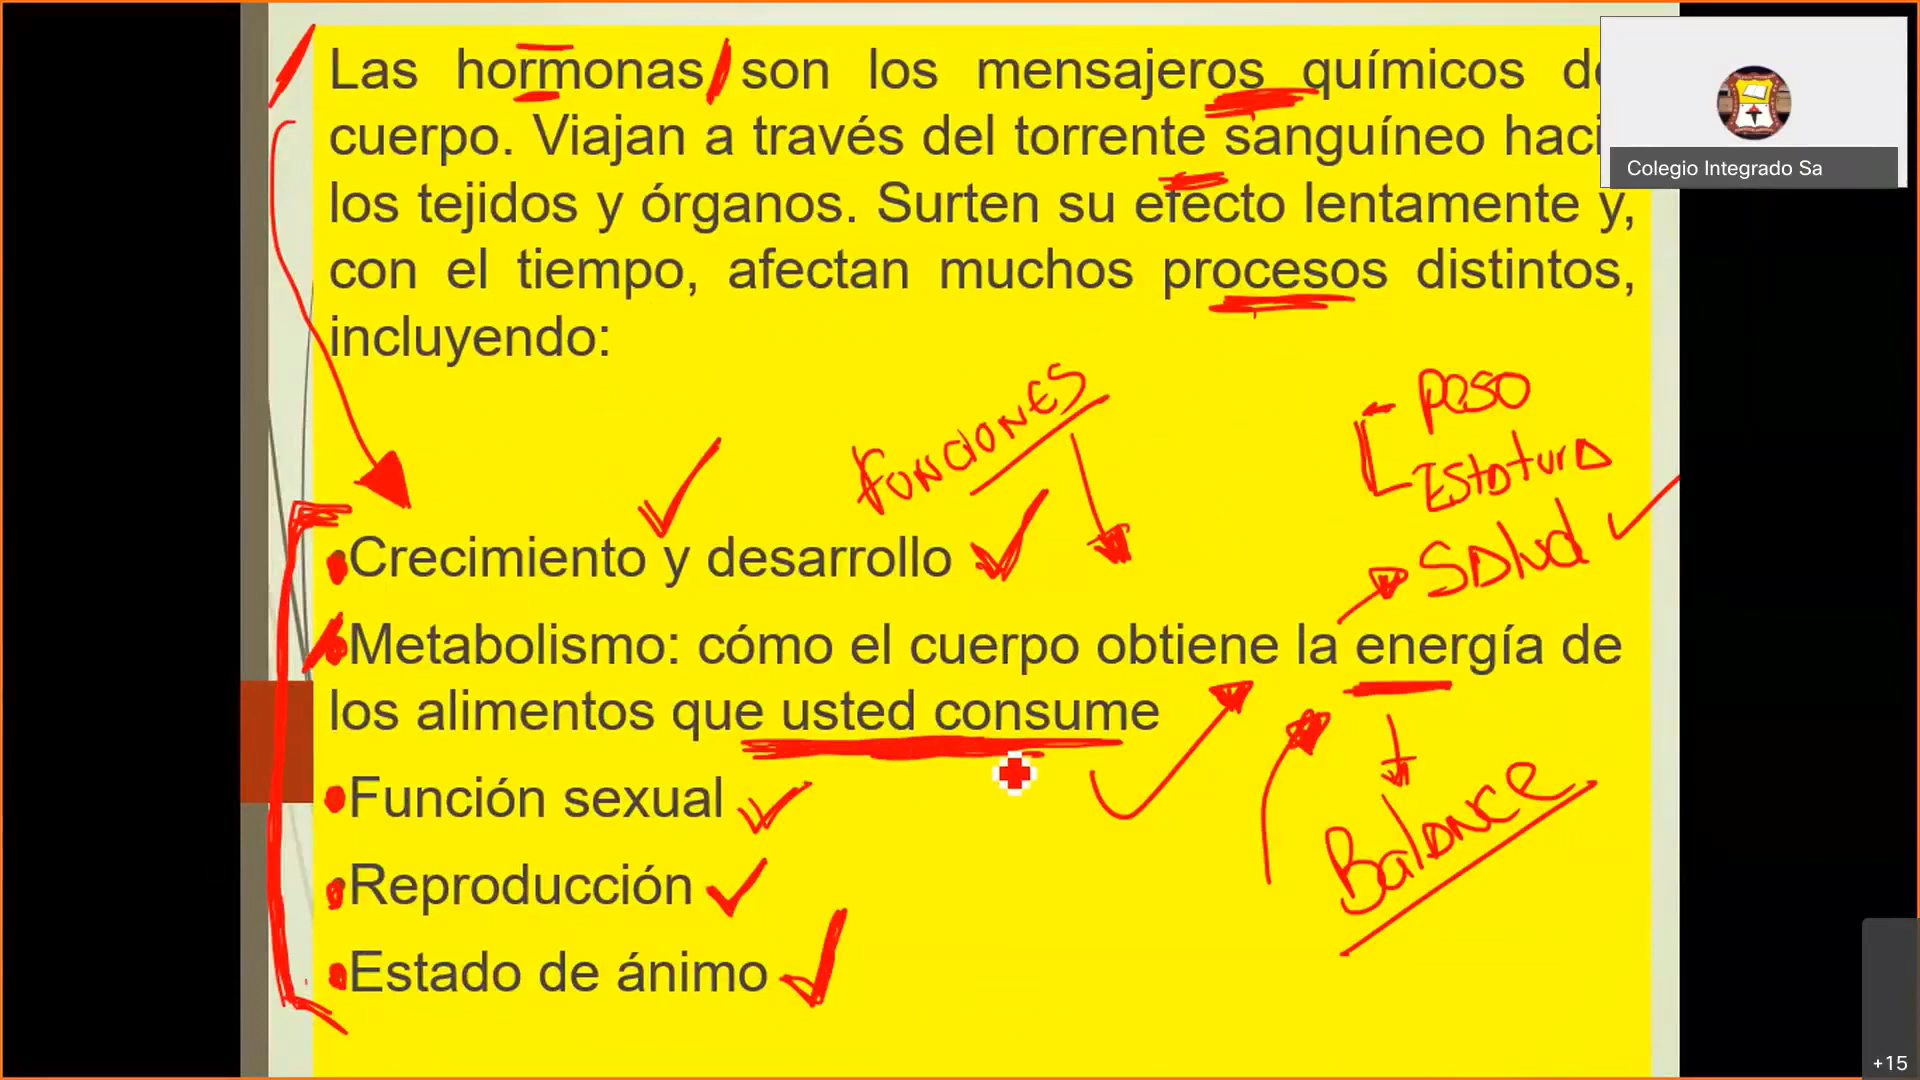 Las hormonas son los mensajeros químicos de
cuerpo. Viajan a través del torrente sanguíneo haci
los tejidos y órganos. Surten su efecto lentamente y,
con el tiempo, afectan muchos procesos distintos,
incluyendo:
FUNCIONES
Peso
Estatura
Salud
•Crecimiento y desarrollo
•Metabolismo: cómo el cuerpo obtiene la energía de
los alimentos que usted consume
•Función sexual
Balance
•Reproducción
•Estado de ánimo
Colegio Integrado Sa
+15